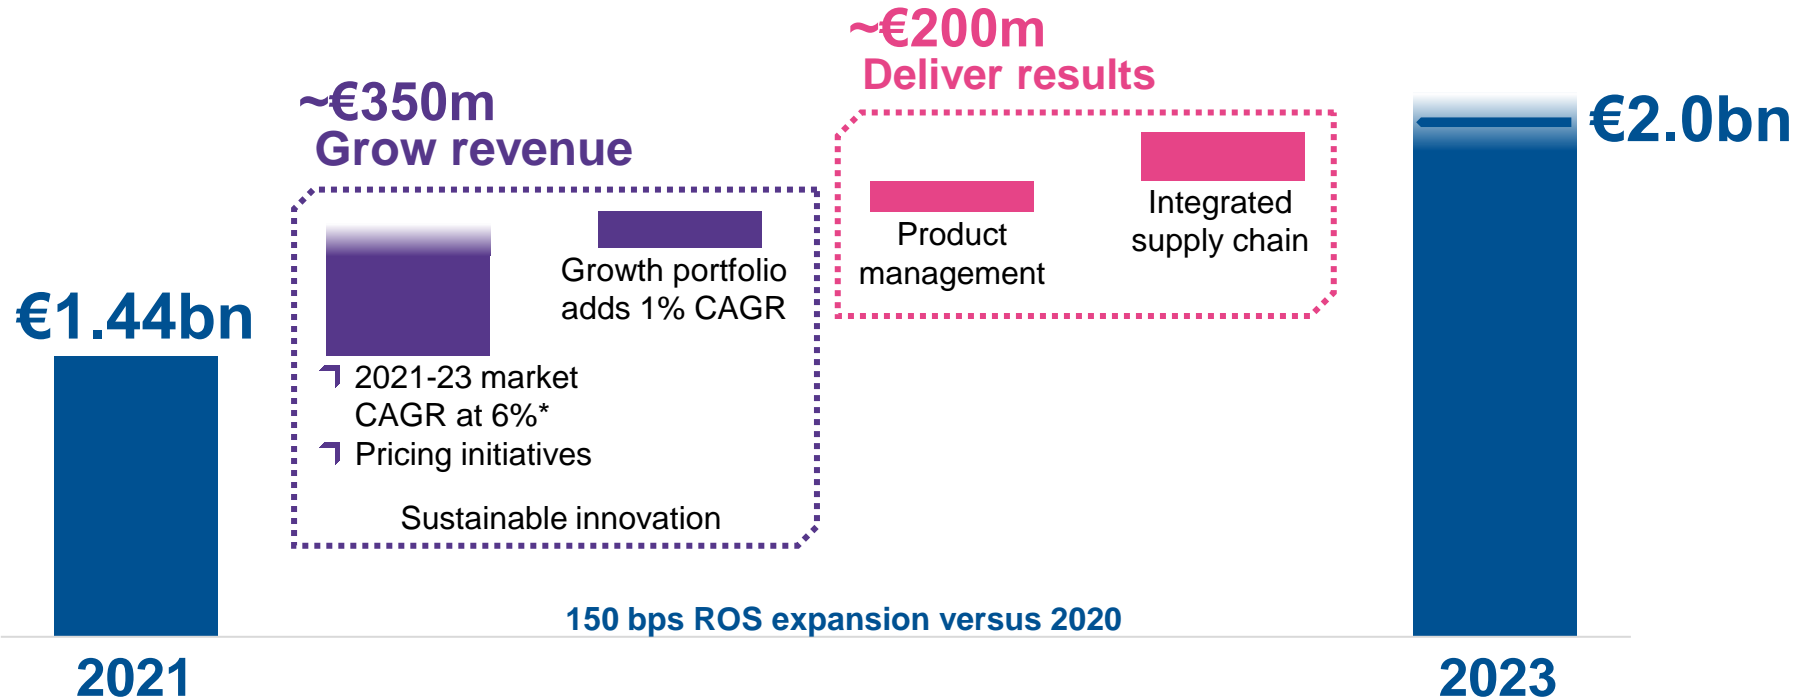 ~€200m
Deliver results
~€350m
Grow revenue
€2.0bn
Integrated
supply chain
Product
management
Growth portfolio
adds 1% CAGR
€1.44bn
2021-23 market
CAGR at 6%*
Pricing initiatives
Sustainable innovation
150 bps ROS expansion versus 2020
2021
2023